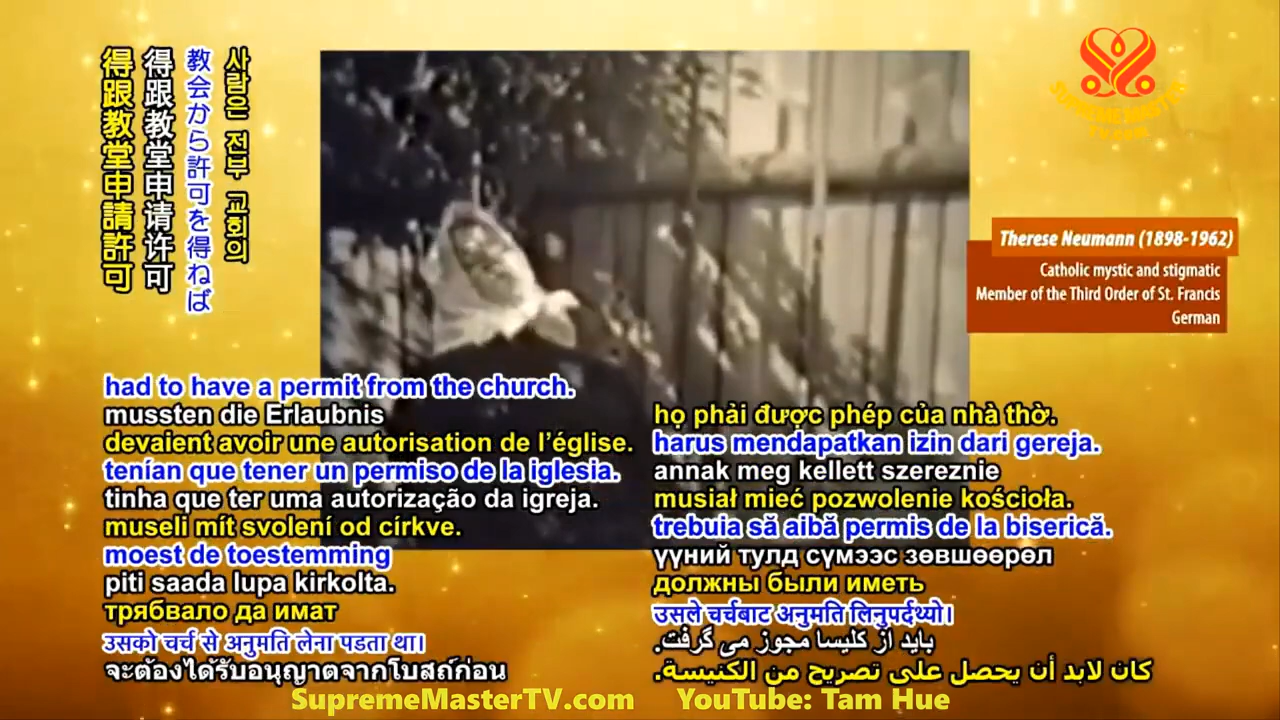 사람은 전부 교회의
教会から許可を得ねば
得跟教堂申请许可
得跟教堂申請許可
SUPREME MASTER
TV.com
Therese Neumann (1898-1962)
Catholic mystic and stigmatic
Member of the Third Order of St. Francis
German
had to have a permit from the church.
mussten die Erlaubnis
devaient avoir une autorisation de l’église.
tenían que tener un permiso de la iglesia.
tinha que ter uma autorização da igreja.
museli mít svolení od církve.
moest de toestemming
piti saada lupa kirkolta.
трябвало да имат
उसको चर्च से अनुमति लेना पडता था।
จะต้องได้รับอนุญาตจากโบสถ์ก่อน
họ phải được phép của nhà thờ.
harus mendapatkan izin dari gereja.
annak meg kellett szereznie
musiał mieć pozwolenie kościoła.
trebuia să aibă permis de la biserică.
үүний тулд сүмээс зөвшөөрөл
должны были иметь
उसले चर्चबाट अनुमति लिनुपर्दथ्यो।
باید از کلیسا مجوز می گرفت.
كان لابد أن يحصل على تصريح من الكنيسة.
SupremeMasterTV.com YouTube: Tam Hue